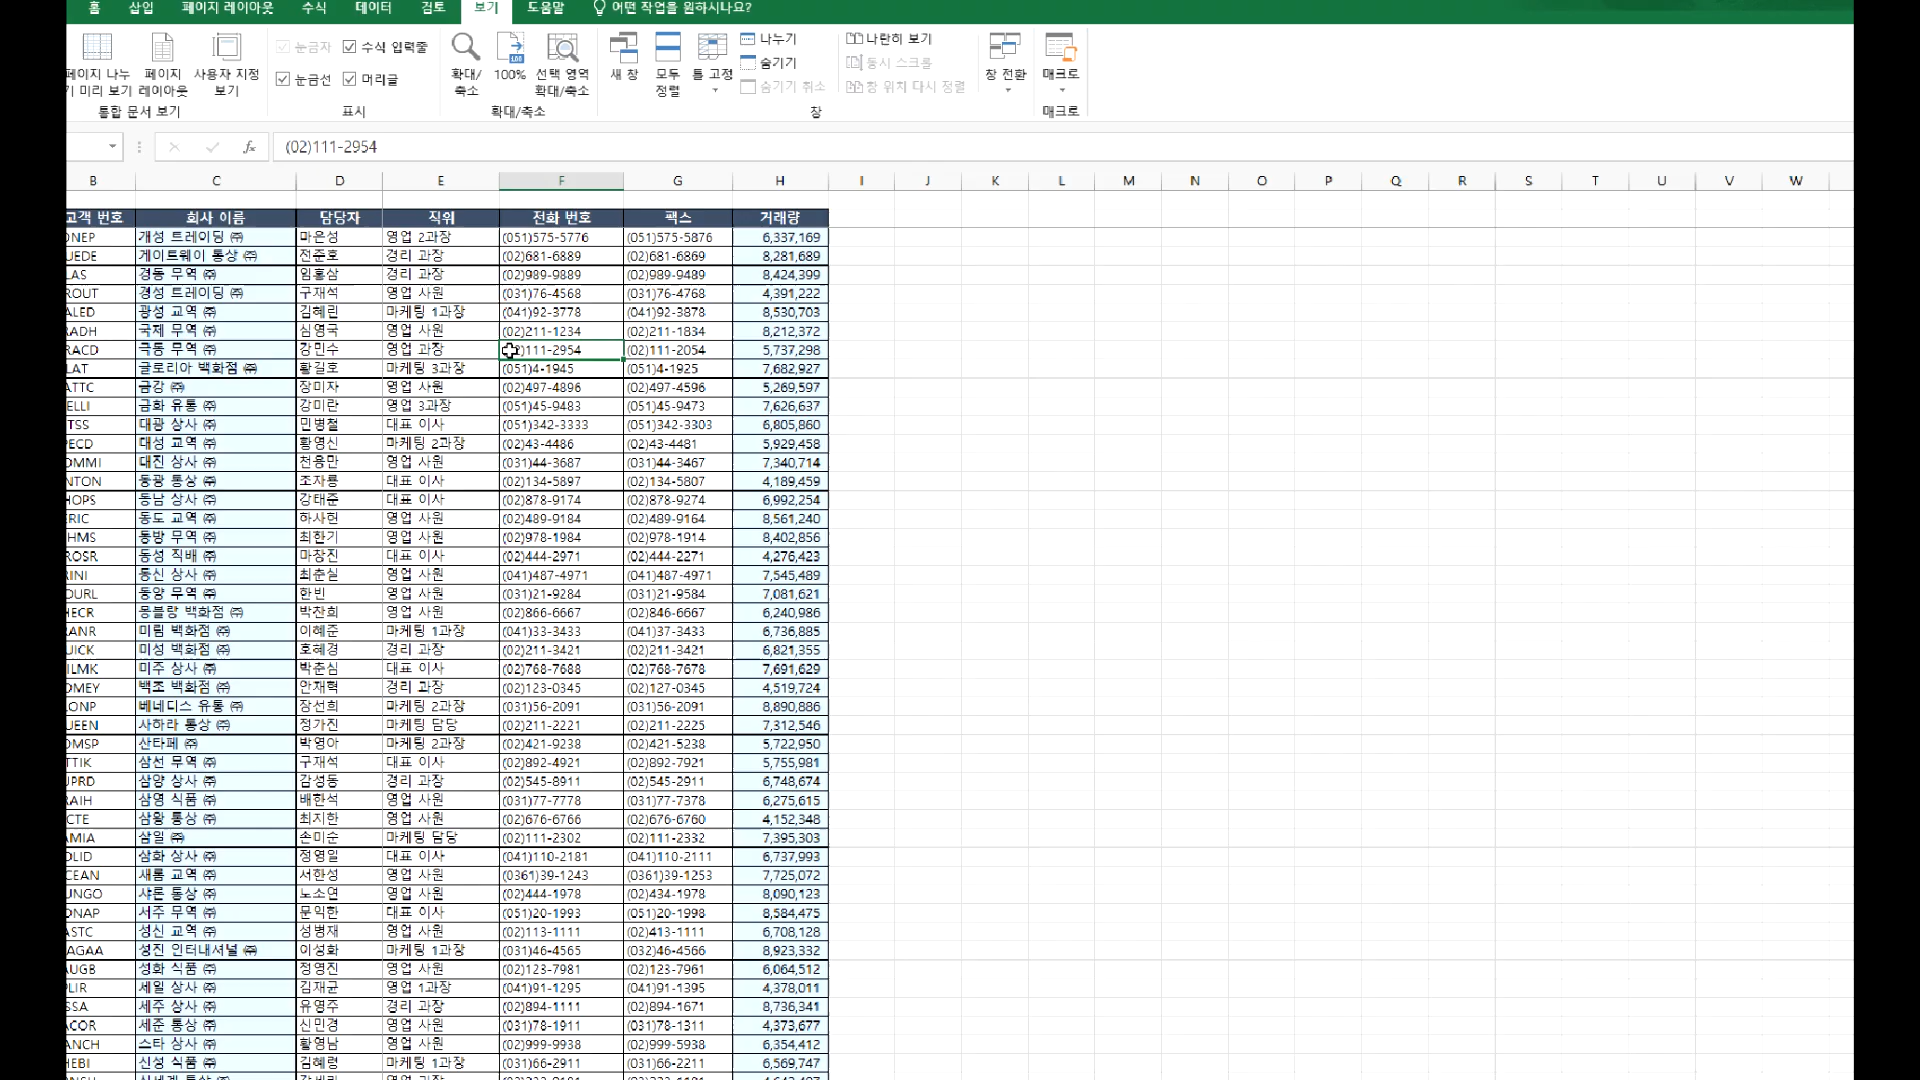 홈 삽입 페이지 레이아웃 수식 데이터 검토 보기 도움말 어떤 작업을 원하시나요?
페이지 나누 페이지 사용자 지정 눈금자 수식 입력줄 확대/ 100% 선택 영역 새 창 모두 틀 고정 나누기 나란히 보기 창 전환 매크로
기 미리 보기 레이아웃 보기 눈금선 머리글 축소 확대/축소 정렬 숨기기 동시 스크롤
숨기기 취소 창 위치 다시 정렬
통합 문서 보기 표시 확대/축소 창 매크로
fx (02)111-2954
B C D E F G H I J K L M N O P Q R S T U V W
고객 번호 회사 이름 담당자 직위 전화 번호 팩스 거래량
ONEP 개성 트레이딩 ㈜ 마은성 영업 2과장 (051)575-5776 (051)575-5876 6,337,169
UEDE 게이트웨이 통상 ㈜ 전준호 경리 과장 (02)681-6889 (02)681-6869 8,281,689
LAS 경동 무역 ㈜ 임홍삼 경리 과장 (02)989-9889 (02)989-9489 8,424,399
ROUT 경성 트레이딩 ㈜ 구재석 영업 사원 (031)76-4568 (031)76-4768 4,391,222
ALED 광성 교역 ㈜ 김혜린 마케팅 1과장 (041)92-3778 (041)92-3878 8,530,703
RADH 국제 무역 ㈜ 심영국 영업 사원 (02)211-1234 (02)211-1834 8,212,372
RACD 극동 무역 ㈜ 강민수 영업 과장 2)111-2954 (02)111-2054 5,737,298
LAT 글로리아 백화점 ㈜ 황길호 마케팅 3과장 (051)4-1945 (051)4-1925 7,682,927
ATTC 금강 ㈜ 장미자 영업 사원 (02)497-4896 (02)497-4596 5,269,597
ELLI 금화 유통 ㈜ 강미란 영업 3과장 (051)45-9483 (051)45-9473 7,626,637
TSS 대광 상사 ㈜ 민병철 대표 이사 (051)342-3333 (051)342-3303 6,805,860
PECD 대성 교역 ㈜ 황영신 마케팅 2과장 (02)43-4486 (02)43-4481 5,929,458
OMMI 대진 상사 ㈜ 천용만 영업 사원 (031)44-3687 (031)44-3467 7,340,714
NTON 동광 통상 ㈜ 조자룡 대표 이사 (02)134-5897 (02)134-5807 4,189,459
HOPS 동남 상사 ㈜ 강태준 대표 이사 (02)878-9174 (02)878-9274 6,992,254
ERIC 동도 교역 ㈜ 하사헌 영업 사원 (02)489-9184 (02)489-9164 8,561,240
HMS 동방 무역 ㈜ 최한기 영업 사원 (02)978-1984 (02)978-1914 8,402,856
ROSR 동성 직배 ㈜ 마창진 대표 이사 (02)444-2971 (02)444-2271 4,276,423
RINI 동신 상사 ㈜ 최춘실 영업 사원 (041)487-4971 (041)487-4971 7,545,489
OURL 동양 무역 ㈜ 한빈 영업 사원 (031)21-9284 (031)21-9584 7,081,621
HECR 몽블랑 백화점 ㈜ 박찬희 영업 사원 (02)866-6667 (02)846-6667 6,240,986
RANR 미림 백화점 ㈜ 이혜준 마케팅 1과장 (041)33-3433 (041)37-3433 6,736,885
UICK 미성 백화점 ㈜ 호혜경 경리 과장 (02)211-3421 (02)211-3421 6,821,355
ILMK 미주 상사 ㈜ 박춘심 대표 이사 (02)768-7688 (02)768-7678 7,691,629
OMEY 백조 백화점 ㈜ 안재혁 경리 과장 (02)123-0345 (02)127-0345 4,519,724
LONP 베네디스 유통 ㈜ 장선희 마케팅 2과장 (031)56-2091 (031)56-2091 8,890,886
UEEN 사하라 통상 ㈜ 정가진 마케팅 담당 (02)211-2221 (02)211-2225 7,312,546
OMSP 산타페 ㈜ 박영아 마케팅 2과장 (02)421-9238 (02)421-5238 5,722,950
TTIK 삼선 무역 ㈜ 구재석 대표 이사 (02)892-4921 (02)892-7921 5,755,981
UPRD 삼양 상사 ㈜ 감성동 경리 과장 (02)545-8911 (02)545-2911 6,748,674
RAIH 삼영 식품 ㈜ 배한석 영업 사원 (031)77-7778 (031)77-7378 6,275,615
CTE 삼왕 통상 ㈜ 최지한 영업 사원 (02)676-6766 (02)676-6760 4,152,348
AMIA 삼일 ㈜ 손미순 마케팅 담당 (02)111-2302 (02)111-2332 7,395,303
OLID 삼화 상사 ㈜ 정영일 대표 이사 (041)110-2181 (041)110-2111 6,737,993
CEAN 새롬 교역 ㈜ 서한성 영업 사원 (0361)39-1243 (0361)39-1253 7,725,072
UNGO 샤론 통상 ㈜ 노소연 영업 사원 (02)444-1978 (02)434-1978 8,090,123
ONAP 서주 무역 ㈜ 문익한 대표 이사 (051)20-1993 (051)20-1998 8,584,475
ASTC 성신 교역 ㈜ 성병재 영업 사원 (02)113-1111 (02)413-1111 6,708,128
AGAA 성진 인터내셔널 ㈜ 이성화 마케팅 1과장 (031)46-4565 (032)46-4566 8,923,332
AUGB 성화 식품 ㈜ 정영진 영업 사원 (02)123-7981 (02)123-7961 6,064,512
PLIR 세일 상사 ㈜ 김재균 영업 1과장 (041)91-1295 (041)91-1395 4,378,011
SSA 세주 상사 ㈜ 유영주 경리 과장 (02)894-1111 (02)894-1671 8,736,341
ACOR 세준 통상 ㈜ 신민경 영업 사원 (031)78-1911 (031)78-1311 4,373,677
ANCH 스타 상사 ㈜ 황영남 영업 사원 (02)999-9938 (02)999-5938 6,354,412
HEBI 신성 식품 ㈜ 김혜령 마케팅 1과장 (031)66-2911 (031)66-2211 6,569,747